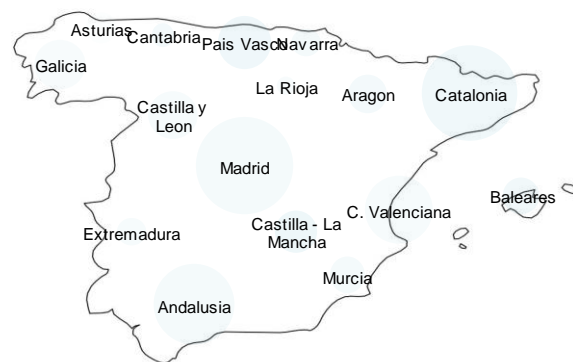 Asturias
Cantabria
Pais Vasco
Navarra
Galicia
La Rioja
Aragon
Catalonia
Castilla y
Leon
Madrid
Baleares
C. Valenciana
Castilla - La
Mancha
Extremadura
Murcia
Andalusia